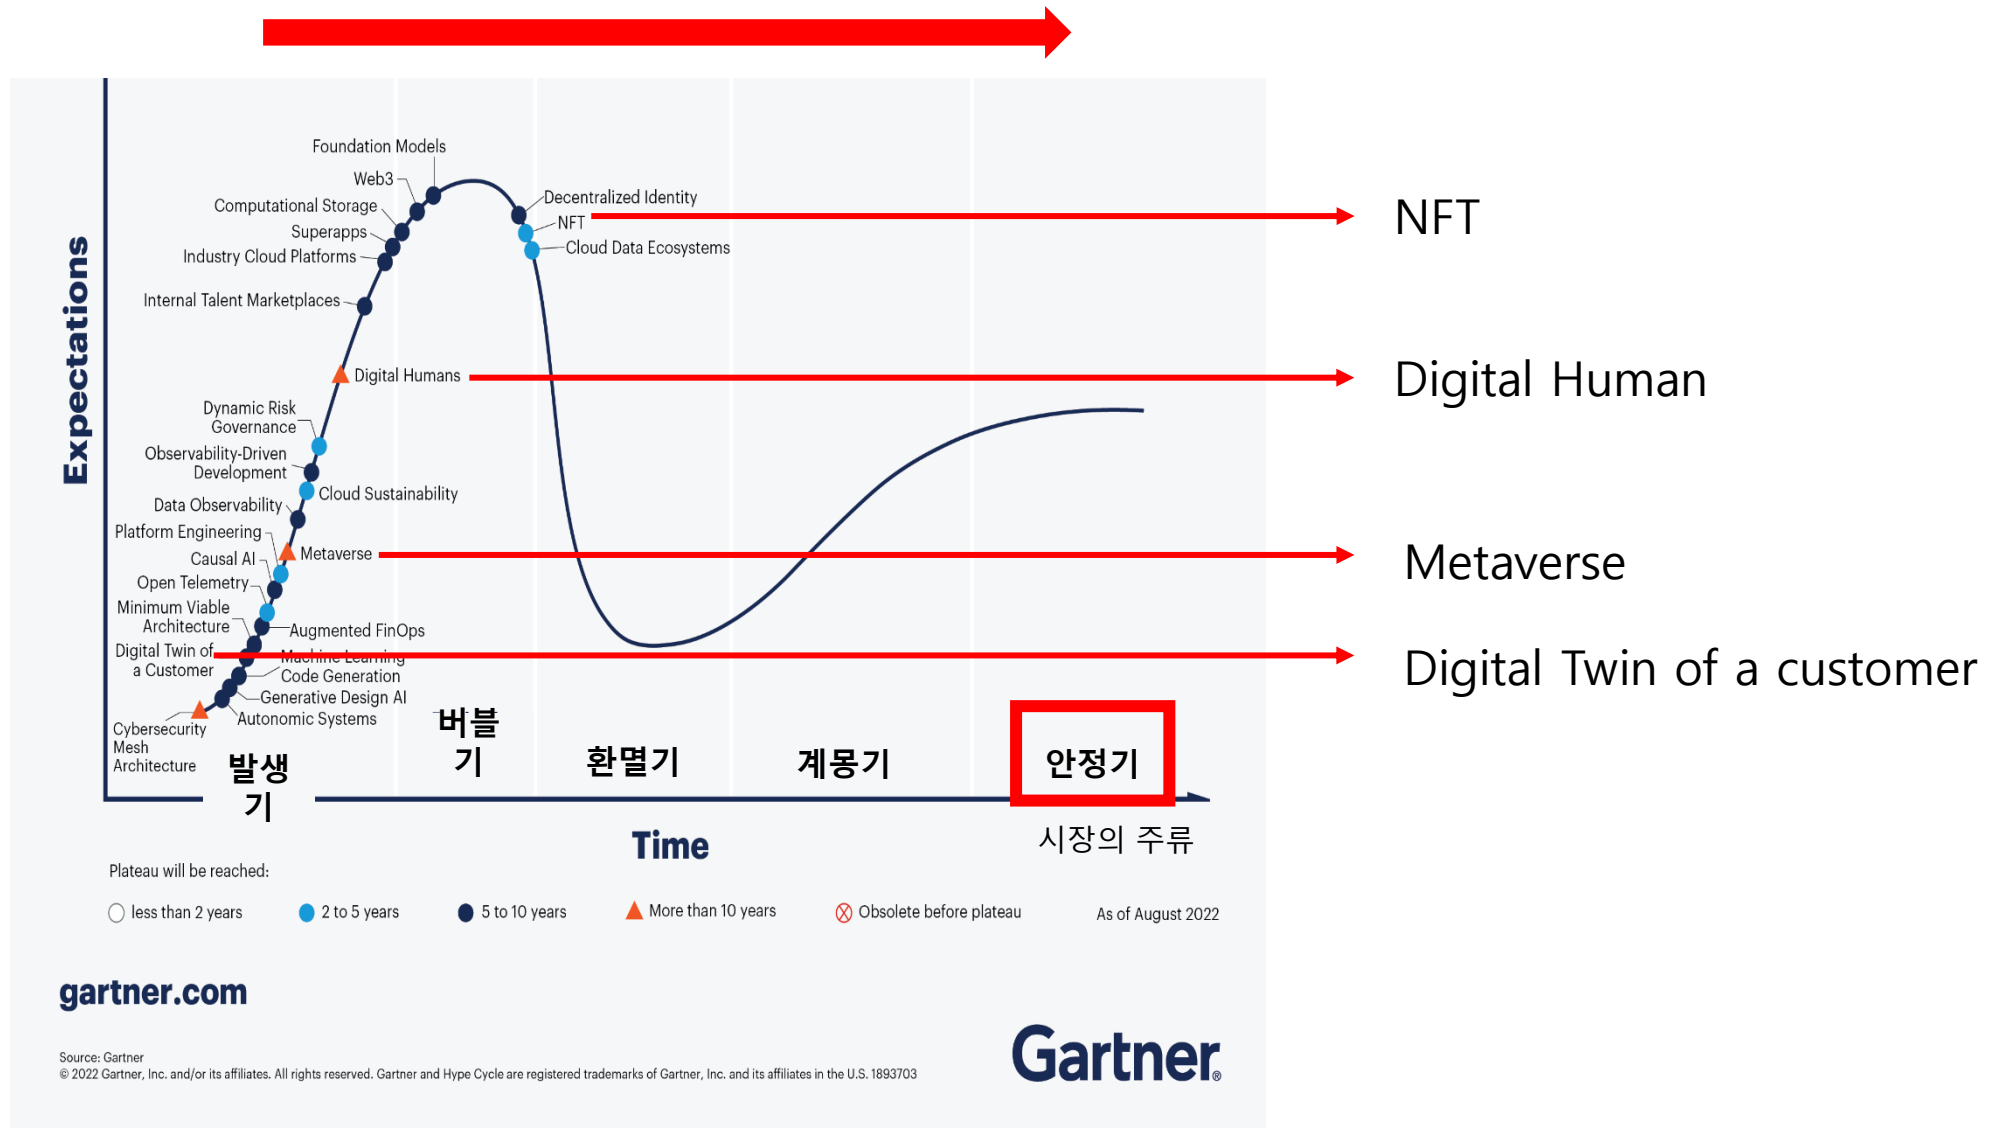 Expectations
Foundation Models
Web3
Computational Storage
Superapps
Industry Cloud Platforms
Internal Talent Marketplaces
Decentralized Identity
NFT
Cloud Data Ecosystems
Digital Humans
Dynamic Risk
Governance
Observability-Driven
Development
Cloud Sustainability
Data Observability
Platform Engineering
Metaverse
Causal AI
Open Telemetry
Minimum Viable
Architecture
Augmented FinOps
Digital Twin of
a Customer
Machine Learning
Code Generation
Generative Design AI
Autonomic Systems
Cybersecurity
Mesh
Architecture
발생
기
버블
기
환멸기
계몽기
안정기
시장의 주류
Time
NFT
Digital Human
Metaverse
Digital Twin of a customer
Plateau will be reached:
less than 2 years
2 to 5 years
5 to 10 years
More than 10 years
Obsolete before plateau
As of August 2022
gartner.com
Source: Gartner
© 2022 Gartner, Inc. and/or its affiliates. All rights reserved. Gartner and Hype Cycle are registered trademarks of Gartner, Inc. and its affiliates in the U.S. 1893703
Gartner®